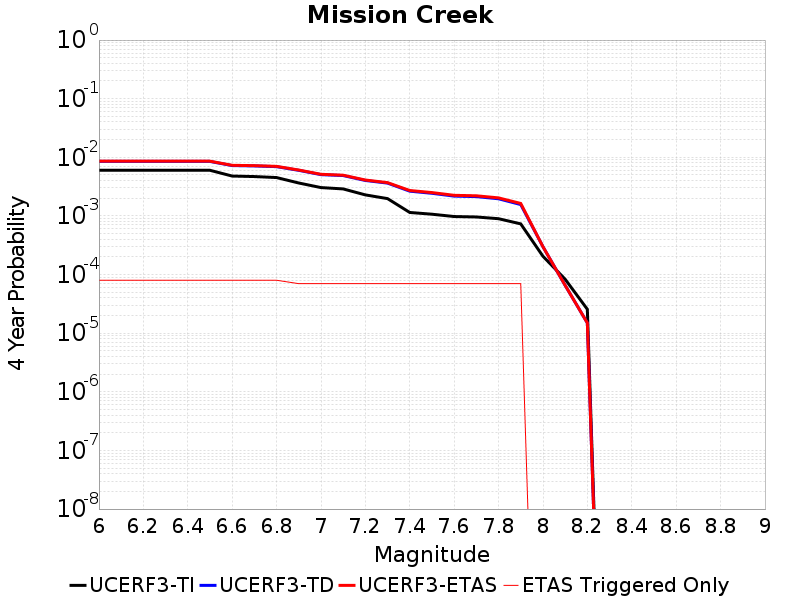 Mission Creek
4 Year Probability
10^0
10^-1
10^-2
10^-3
10^-4
10^-5
10^-6
10^-7
10^-8
6 6.2 6.4 6.6 6.8 7 7.2 7.4 7.6 7.8 8 8.2 8.4 8.6 8.8 9
Magnitude
UCERF3-TI UCERF3-TD UCERF3-ETAS ETAS Triggered Only